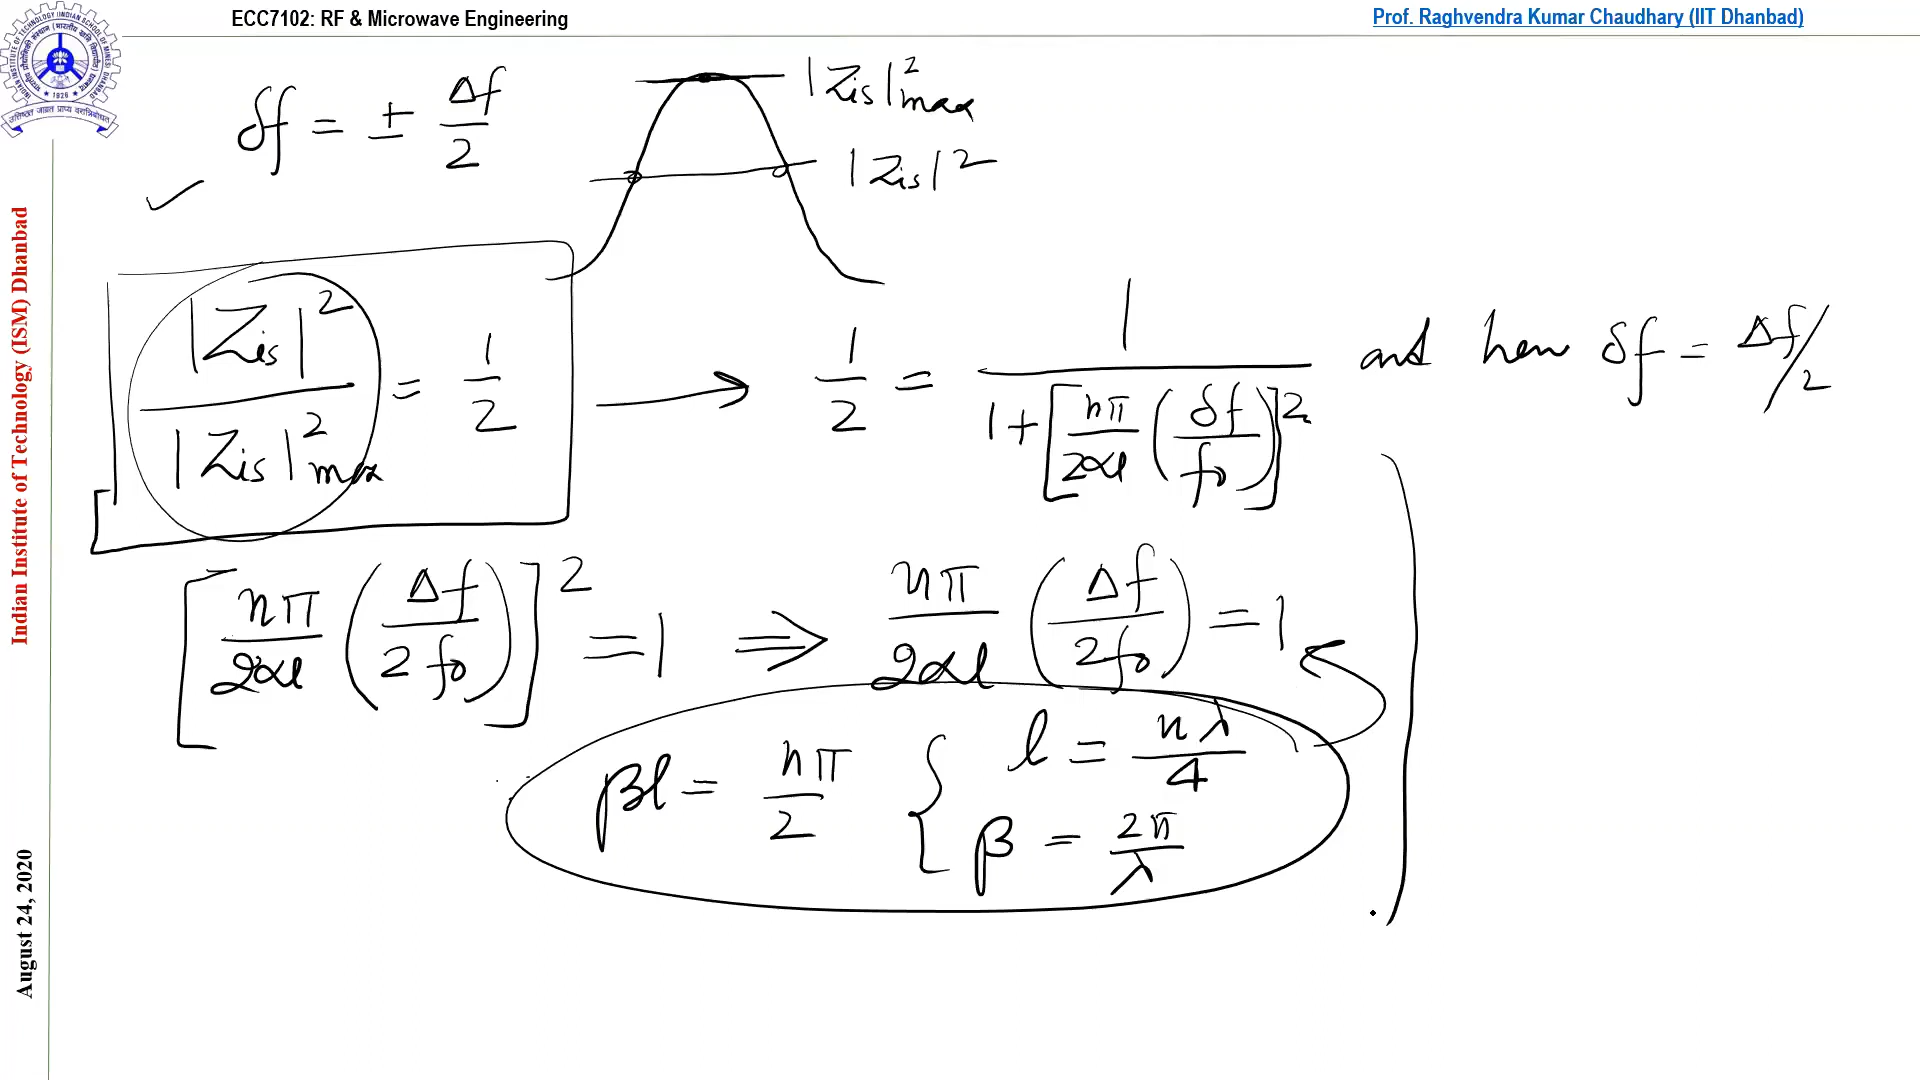 ECC7102: RF & Microwave Engineering
Prof. Raghvendra Kumar Chaudhary (IIT Dhanbad)
Indian Institute of Technology (ISM) Dhanbad
August 24, 2020
δf = ± Δf/2
|Zis|²max
|Zis|²
|Zis|² / |Zis|²max = 1/2 → 1/2 = 1 / (1 + [nπ/2αl (δf/f0)]²) and here δf = Δf/2
[nπ/2αl (Δf/2f0)]² = 1 ⇒ nπ/2αl (Δf/2f0) = 1
βl = nπ/2 { l = nλ/4
β = 2π/λ